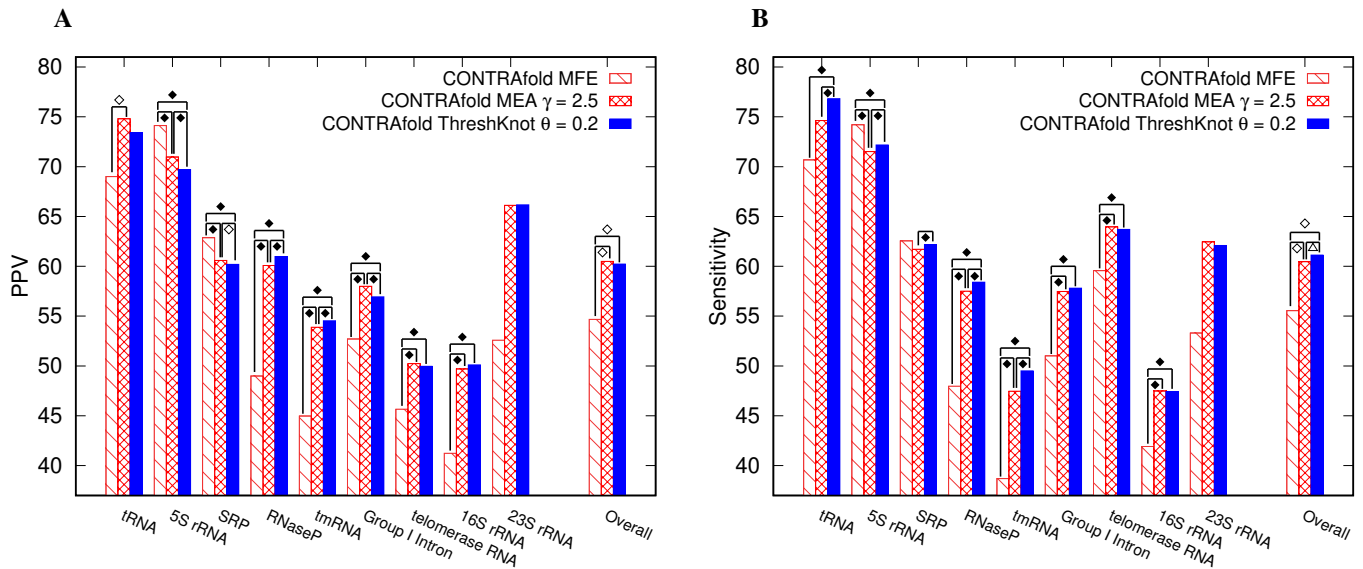 A
PPV
80
75
70
65
60
55
50
45
40
CONTRAfold MFE
CONTRAfold MEA γ = 2.5
CONTRAfold ThreshKnot θ = 0.2
tRNA
5S rRNA
SRP
RNaseP
tmRNA
Group I Intron
telomerase RNA
16S rRNA
23S rRNA
Overall
B
Sensitivity
80
75
70
65
60
55
50
45
40
CONTRAfold MFE
CONTRAfold MEA γ = 2.5
CONTRAfold ThreshKnot θ = 0.2
tRNA
5S rRNA
SRP
RNaseP
tmRNA
Group I Intron
telomerase RNA
16S rRNA
23S rRNA
Overall